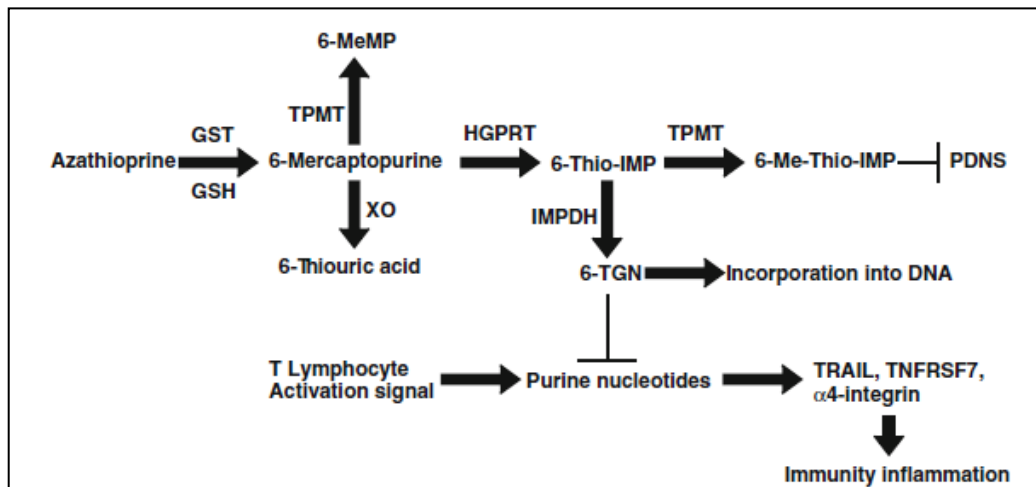 6-MeMP
TPMT
GST
HGPRT
TPMT
Azathioprine
6-Mercaptopurine
6-Thio-IMP
6-Me-Thio-IMP
PDNS
GSH
XO
IMPDH
6-Thiouric acid
6-TGN
Incorporation into DNA
T Lymphocyte
Activation signal
Purine nucleotides
TRAIL, TNFRSF7,
α4-integrin
Immunity inflammation